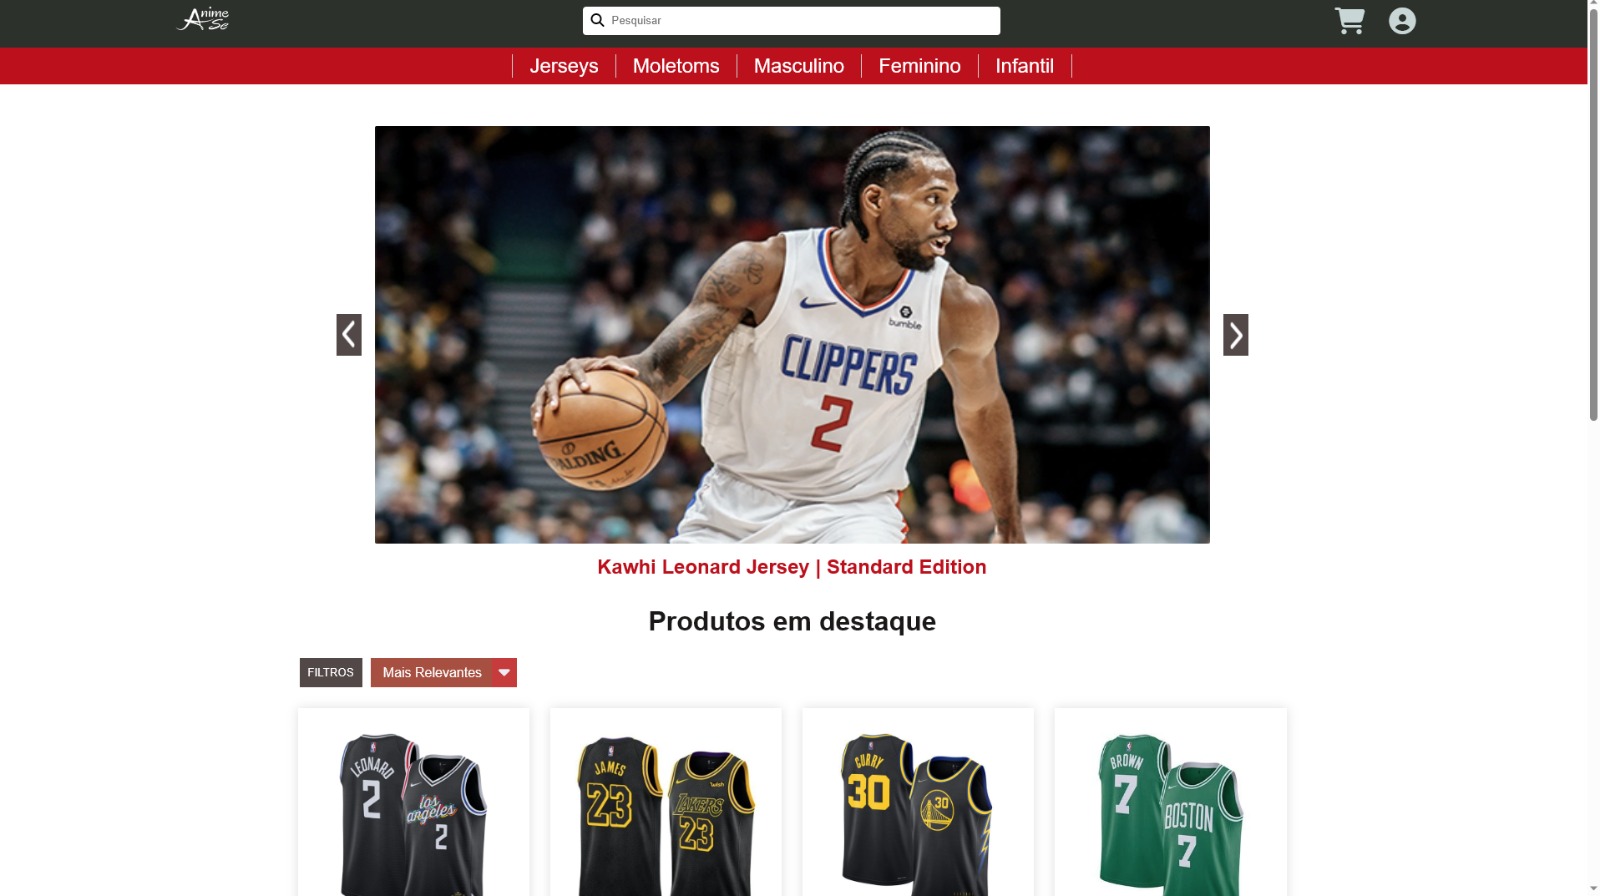 Anime
Se
Pesquisar
Jerseys
Moletoms
Masculino
Feminino
Infantil
bumble
CLIPPERS
2
SPALDING
Kawhi Leonard Jersey | Standard Edition
Produtos em destaque
FILTROS
Mais Relevantes
LEONARD
2
los
angeles
2
JAMES
23
wish
LAKERS
23
CURRY
30
30
BROWN
7
BOSTON
7